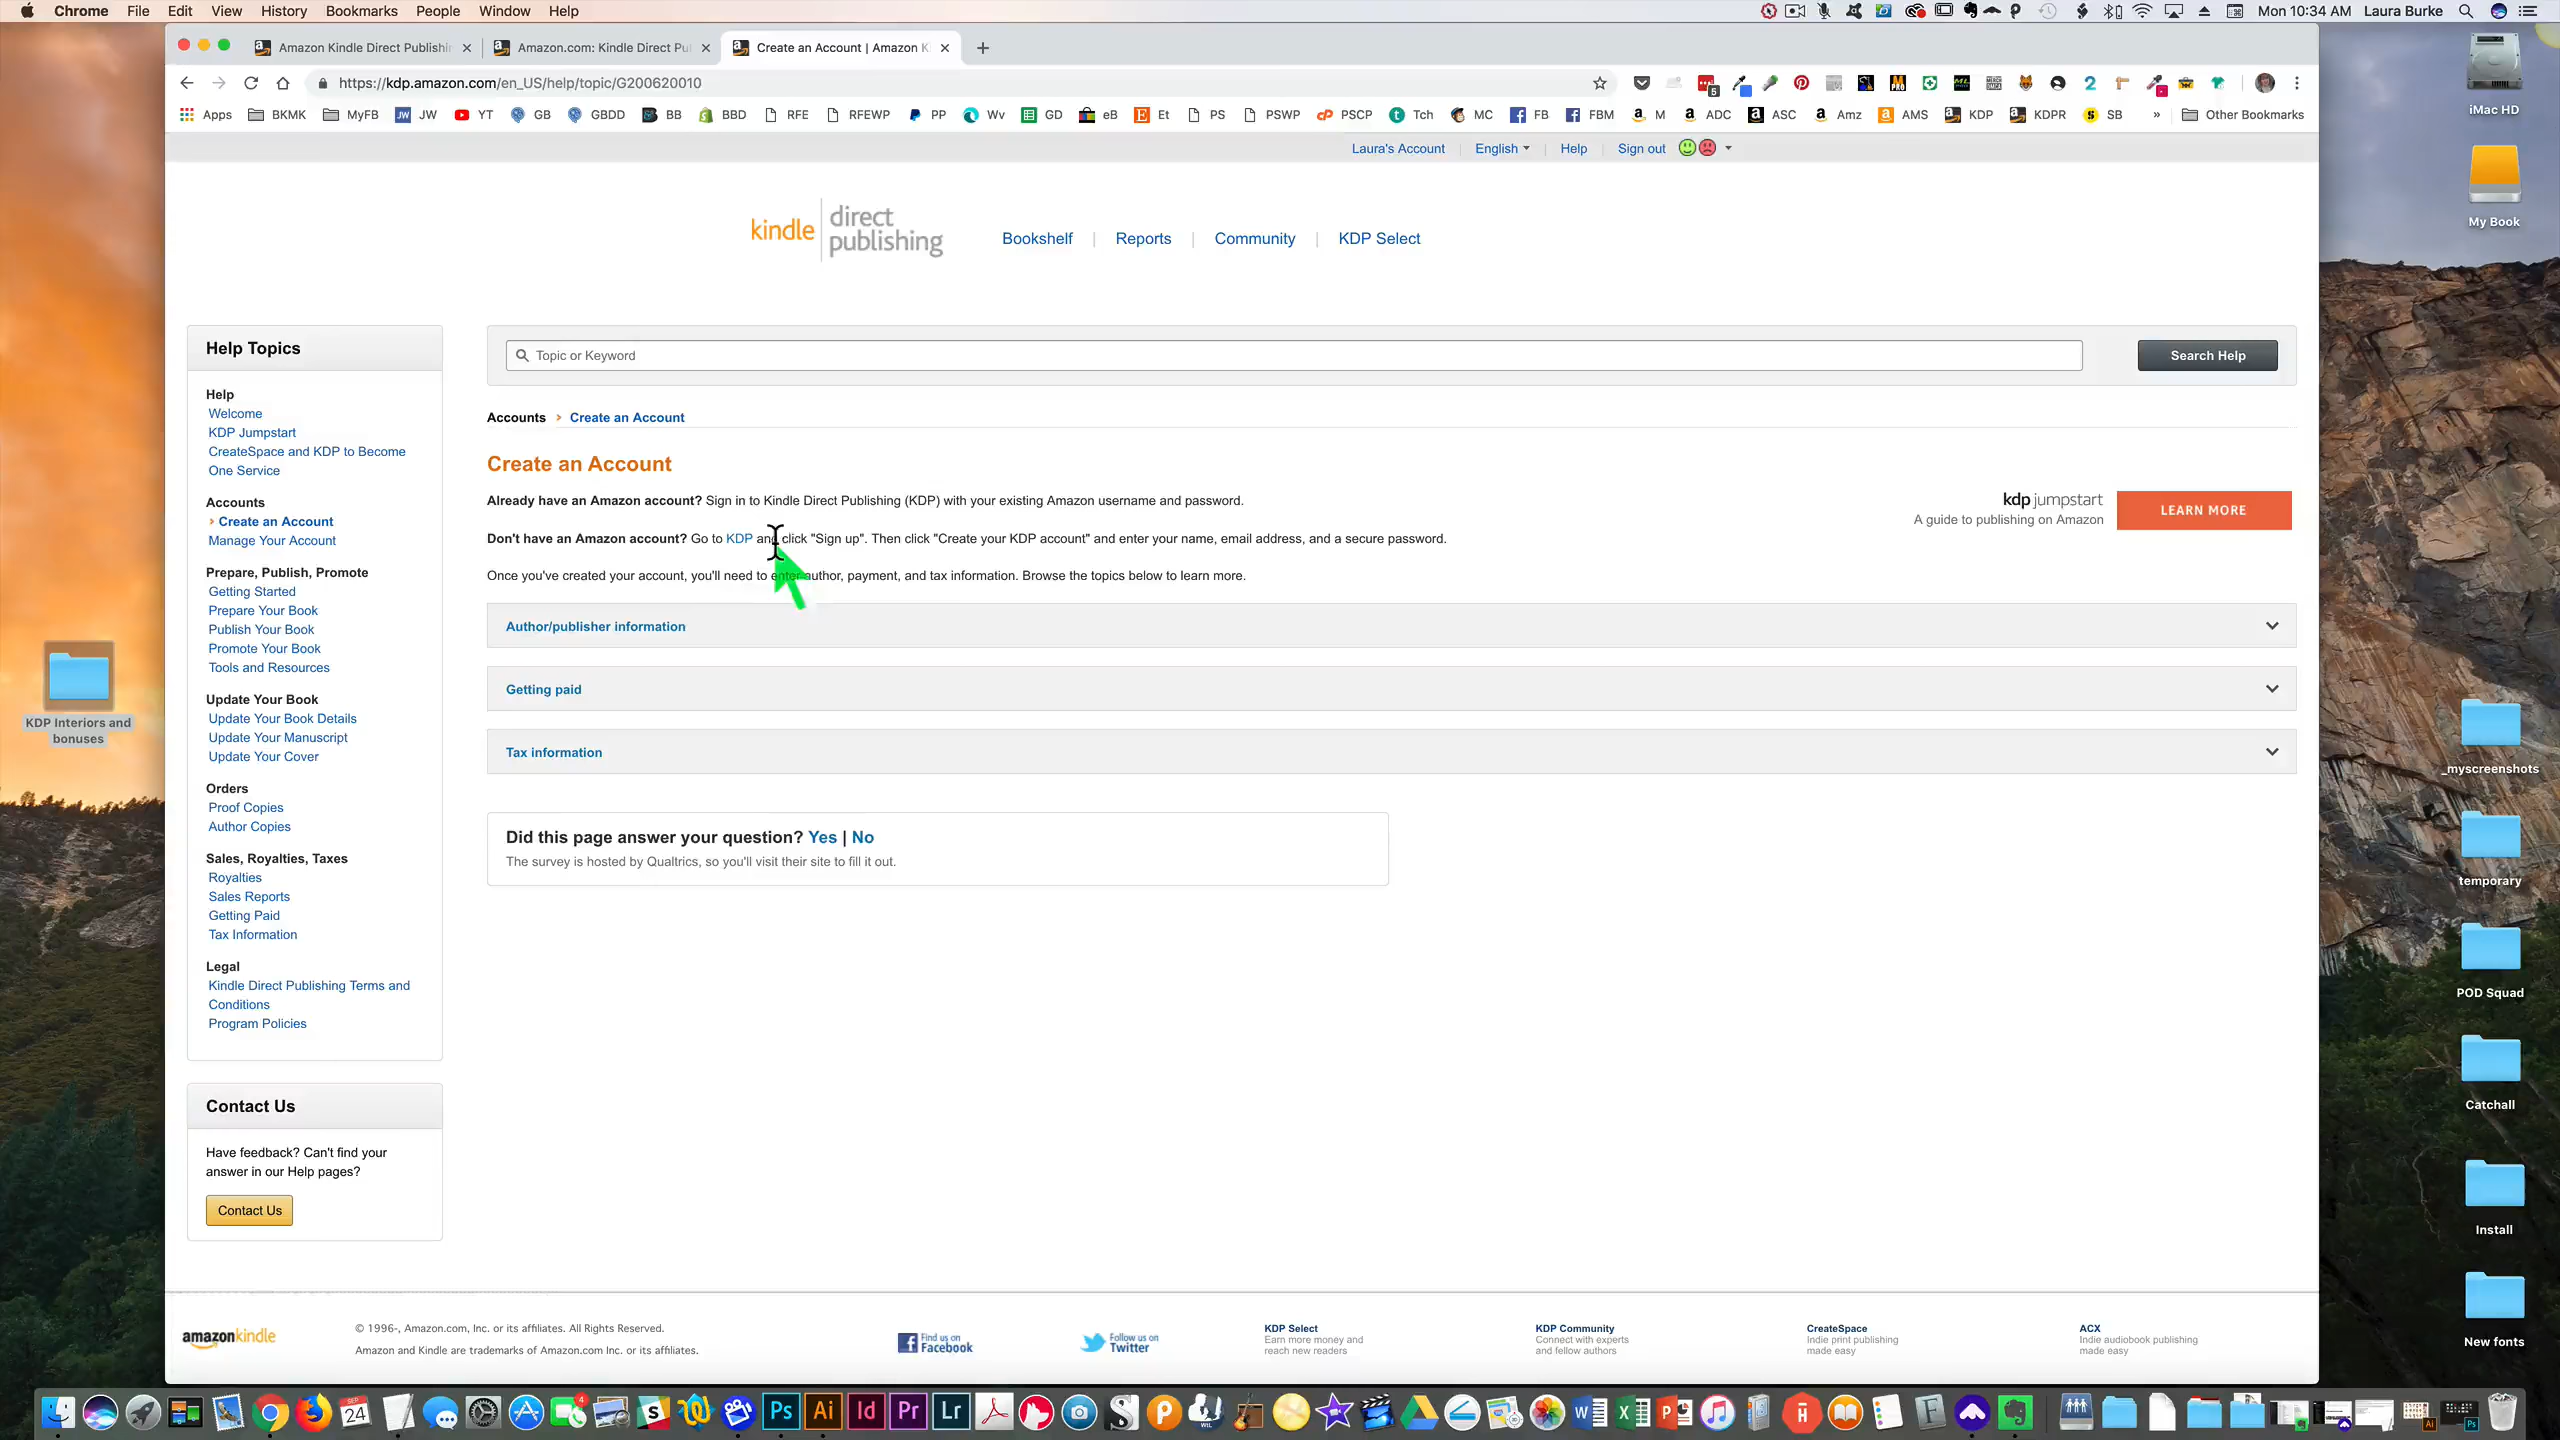 Chrome File Edit View History Bookmarks People Window Help
Mon 10:34 AM Laura Burke
Amazon Kindle Direct Publishin
Amazon.com: Kindle Direct Pu
Create an Account | Amazon K
https://kdp.amazon.com/en_US/help/topic/G200620010
Apps BKMK MyFB JW YT GB GBDD BB BBD RFE RFEWP PP Wv GD eB Et PS PSWP PSCP Tch MC FB FBM M ADC ASC Amz AMS KDP KDPR SB » Other Bookmarks
Laura's Account English Help Sign out
kindle direct publishing
Bookshelf | Reports | Community | KDP Select
Help Topics
Help
Welcome
KDP Jumpstart
CreateSpace and KDP to Become
One Service
Accounts
› Create an Account
Manage Your Account
Prepare, Publish, Promote
Getting Started
Prepare Your Book
Publish Your Book
Promote Your Book
Tools and Resources
Update Your Book
Update Your Book Details
Update Your Manuscript
Update Your Cover
Orders
Proof Copies
Author Copies
Sales, Royalties, Taxes
Royalties
Sales Reports
Getting Paid
Tax Information
Legal
Kindle Direct Publishing Terms and
Conditions
Program Policies
Contact Us
Have feedback? Can't find your
answer in our Help pages?
Contact Us
Topic or Keyword
Search Help
Accounts › Create an Account
Create an Account
Already have an Amazon account? Sign in to Kindle Direct Publishing (KDP) with your existing Amazon username and password.
Don't have an Amazon account? Go to KDP and click "Sign up". Then click "Create your KDP account" and enter your name, email address, and a secure password.
Once you've created your account, you'll need to enter author, payment, and tax information. Browse the topics below to learn more.
kdp jumpstart
A guide to publishing on Amazon
LEARN MORE
Author/publisher information
Getting paid
Tax information
Did this page answer your question? Yes | No
The survey is hosted by Qualtrics, so you'll visit their site to fill it out.
amazonkindle
© 1996-, Amazon.com, Inc. or its affiliates. All Rights Reserved.
Amazon and Kindle are trademarks of Amazon.com Inc. or its affiliates.
Find us on
Facebook
Follow us on
Twitter
KDP Select
Earn more money and
reach new readers
KDP Community
Connect with experts
and fellow authors
CreateSpace
Indie print publishing
made easy
ACX
Indie audiobook publishing
made easy
KDP Interiors and
bonuses
iMac HD
My Book
_myscreenshots
temporary
POD Squad
Catchall
Install
New fonts
SEP
24
Ps Ai Id Pr Lr